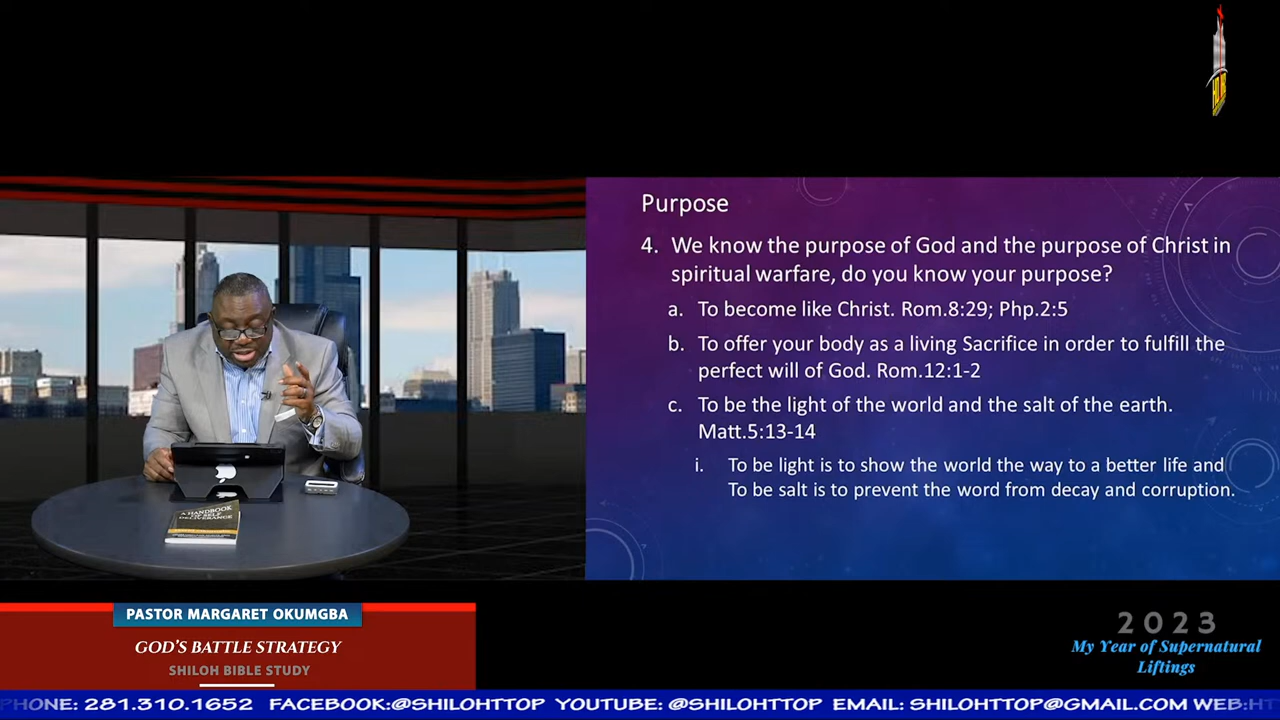 Purpose
4. We know the purpose of God and the purpose of Christ in
spiritual warfare, do you know your purpose?
a. To become like Christ. Rom.8:29; Php.2:5
b. To offer your body as a living Sacrifice in order to fulfill the
perfect will of God. Rom.12:1-2
c. To be the light of the world and the salt of the earth.
Matt.5:13-14
i. To be light is to show the world the way to a better life and
To be salt is to prevent the word from decay and corruption.
A HANDBOOK
OF SELF
DELIVERANCE
PASTOR MARGARET OKUMGBA
GOD'S BATTLE STRATEGY
SHILOH BIBLE STUDY
2023
My Year of Supernatural
Liftings
PHONE: 281.310.1652 FACEBOOK:@SHILOHTTOP YOUTUBE: @SHILOHTTOP EMAIL: SHILOHTTOP@GMAIL.COM WEB:HT